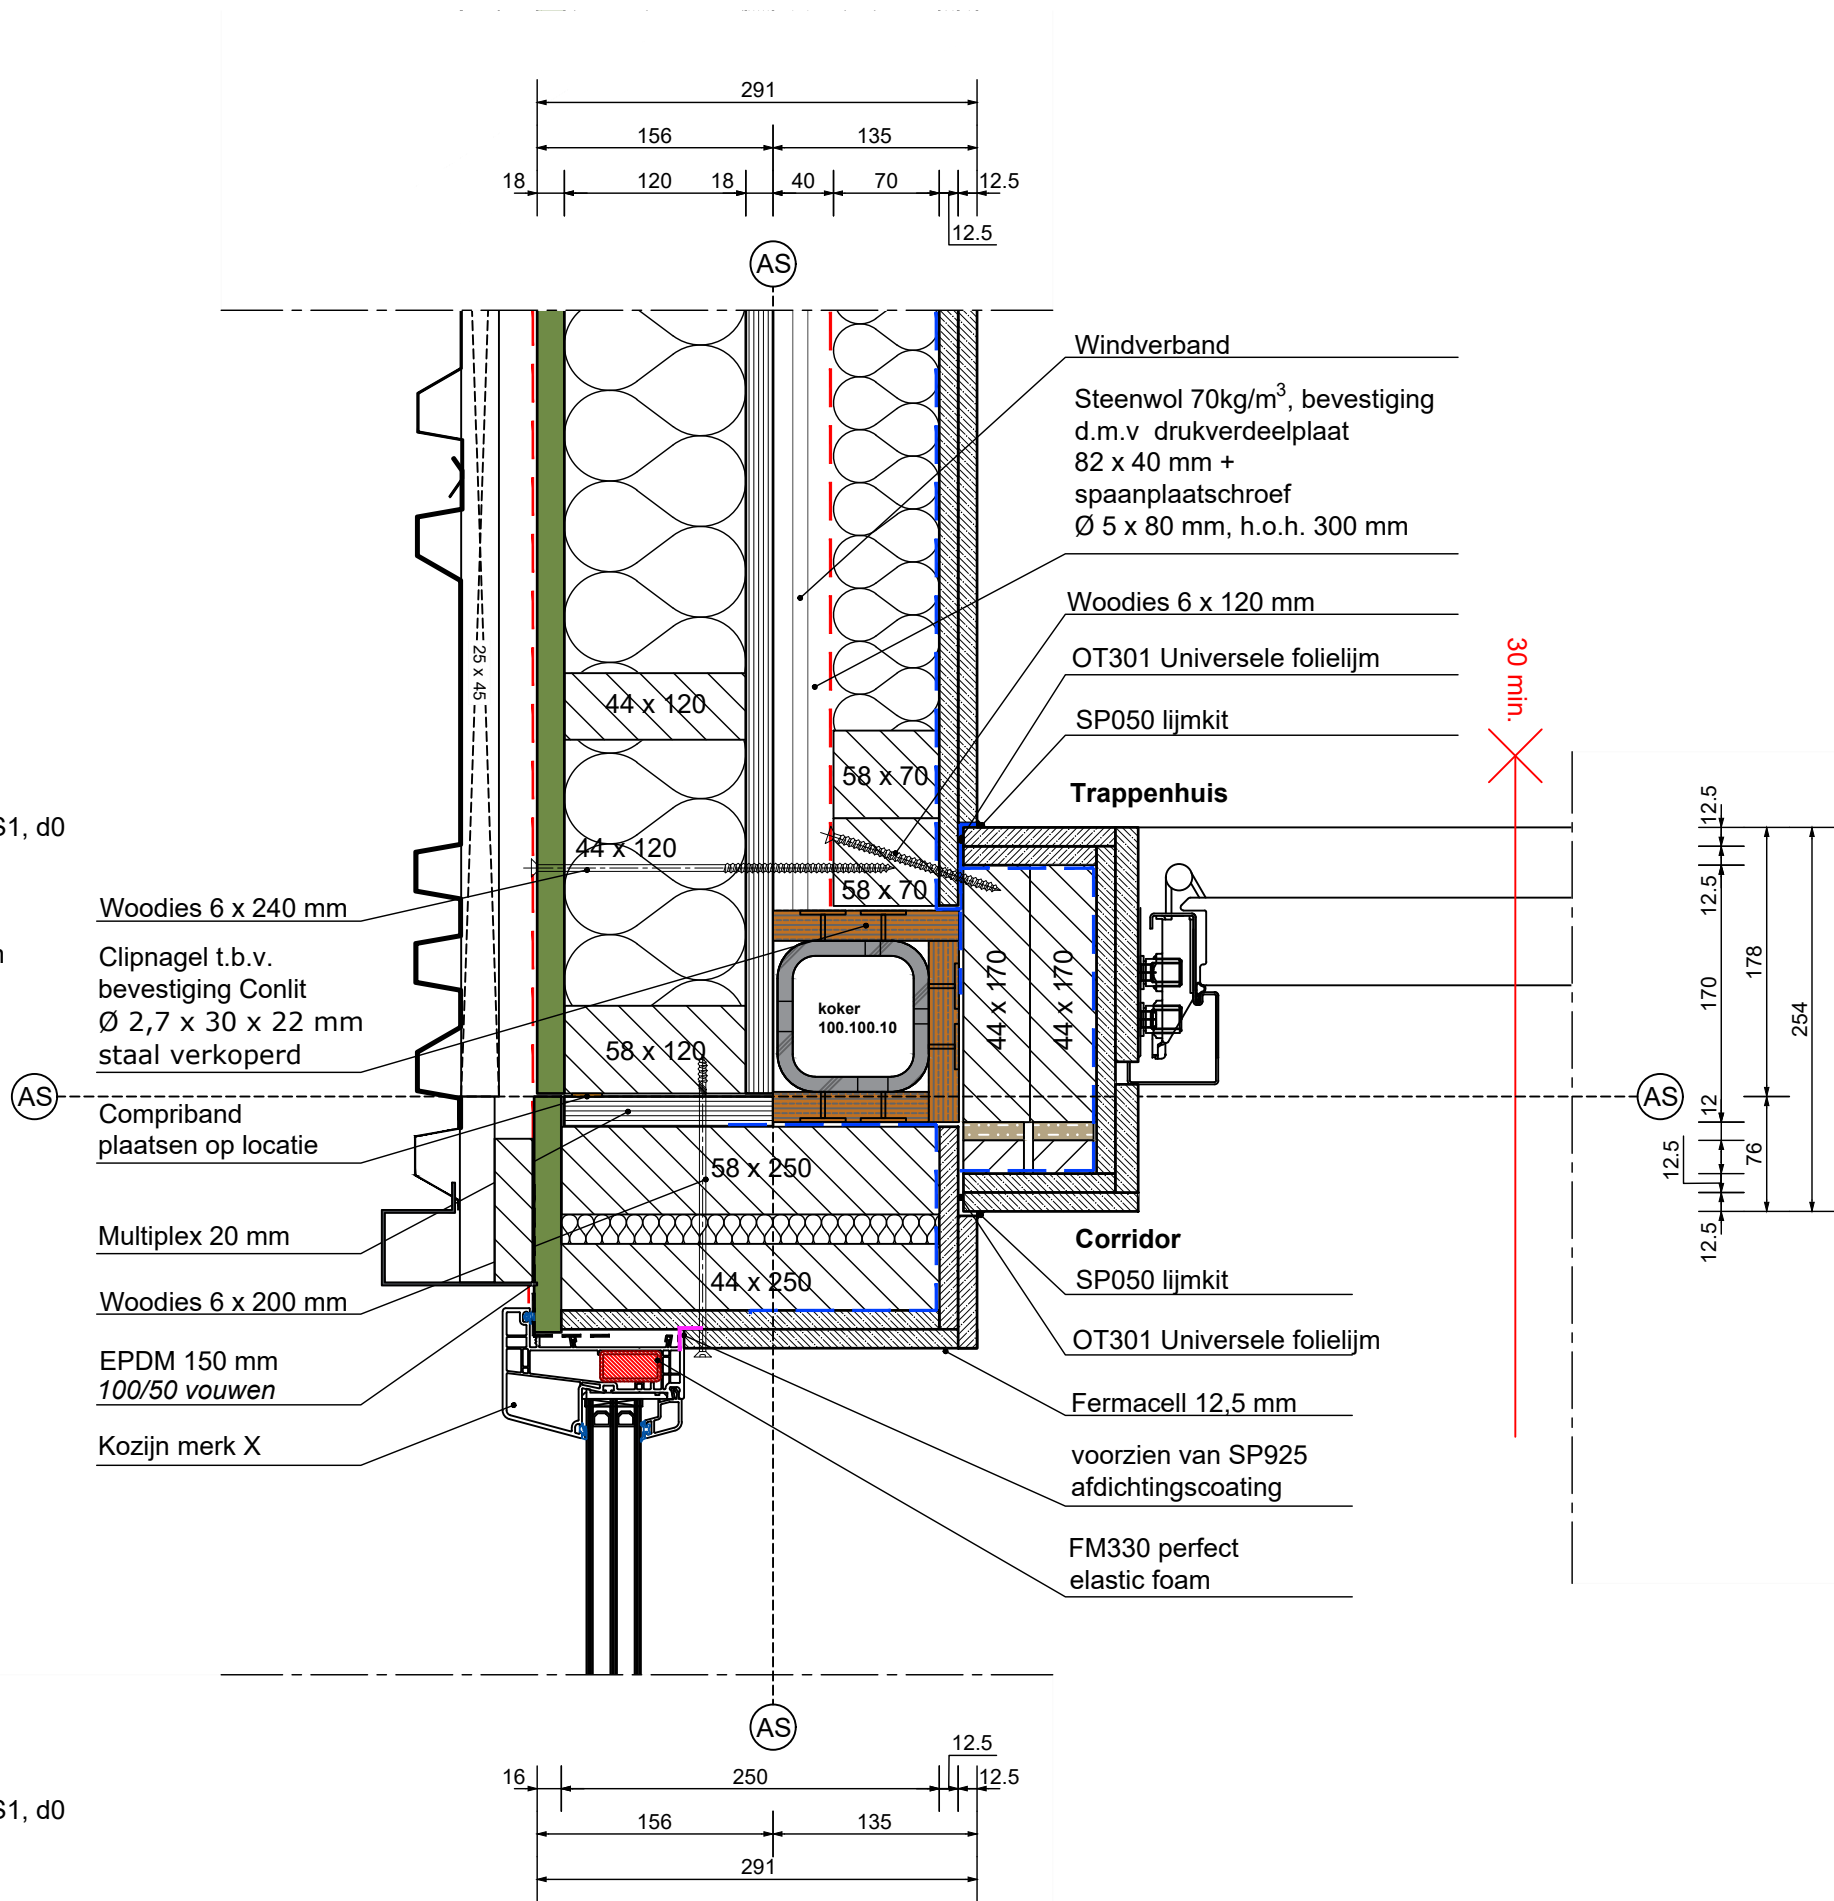 291
156
135
18
120
18
40
70
12.5
12.5
AS
Windverband
Steenwol 70kg/m³, bevestiging
d.m.v drukverdeelplaat
82 x 40 mm +
spaanplaatschroef
Ø 5 x 80 mm, h.o.h. 300 mm
Woodies 6 x 120 mm
OT301 Universele folielijm
SP050 lijmkit
30 min.
25 x 45
44 x 120
58 x 70
Trappenhuis
S1, d0
44 x 120
58 x 70
Woodies 6 x 240 mm
Clipnagel t.b.v.
bevestiging Conlit
Ø 2,7 x 30 x 22 mm
staal verkoperd
koker
100.100.10
44 x 170
44 x 170
58 x 120
12.5
12.5
170
178
254
12
12.5
76
12.5
AS
AS
Compriband
plaatsen op locatie
58 x 250
Multiplex 20 mm
Corridor
SP050 lijmkit
44 x 250
Woodies 6 x 200 mm
OT301 Universele folielijm
EPDM 150 mm
100/50 vouwen
Fermacell 12,5 mm
Kozijn merk X
voorzien van SP925
afdichtingscoating
FM330 perfect
elastic foam
AS
12.5
16
250
12.5
S1, d0
156
135
291